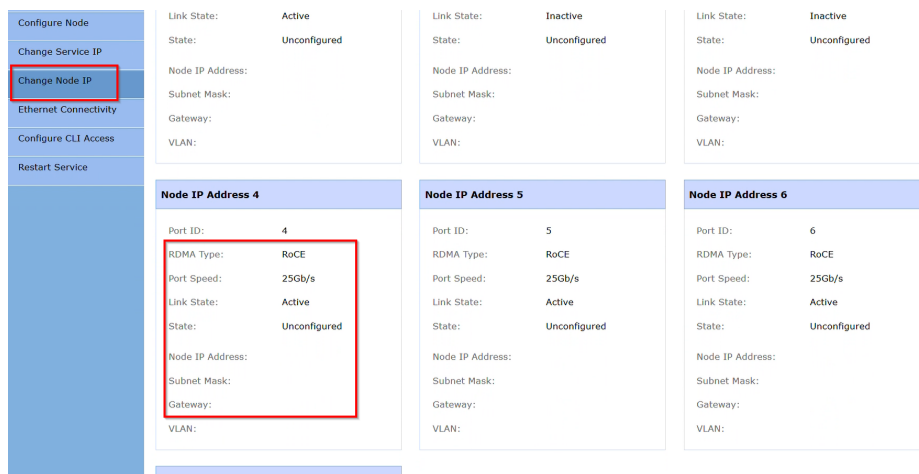 Configure Node
Change Service IP
Change Node IP
Ethernet Connectivity
Configure CLI Access
Restart Service
Link State: Active
State: Unconfigured
Node IP Address:
Subnet Mask:
Gateway:
VLAN:
Link State: Inactive
State: Unconfigured
Node IP Address:
Subnet Mask:
Gateway:
VLAN:
Link State: Inactive
State: Unconfigured
Node IP Address:
Subnet Mask:
Gateway:
VLAN:
Node IP Address 4
Port ID: 4
RDMA Type: RoCE
Port Speed: 25Gb/s
Link State: Active
State: Unconfigured
Node IP Address:
Subnet Mask:
Gateway:
VLAN:
Node IP Address 5
Port ID: 5
RDMA Type: RoCE
Port Speed: 25Gb/s
Link State: Active
State: Unconfigured
Node IP Address:
Subnet Mask:
Gateway:
VLAN:
Node IP Address 6
Port ID: 6
RDMA Type: RoCE
Port Speed: 25Gb/s
Link State: Active
State: Unconfigured
Node IP Address:
Subnet Mask:
Gateway:
VLAN: